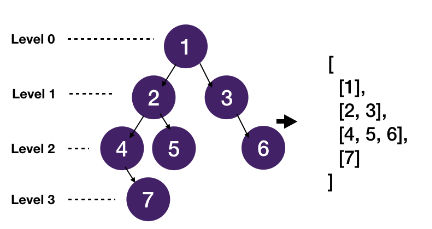 Level 0
1
Level 1
2 3
Level 2
4 5 6
Level 3
7
[
[1],
[2, 3],
[4, 5, 6],
[7]
]